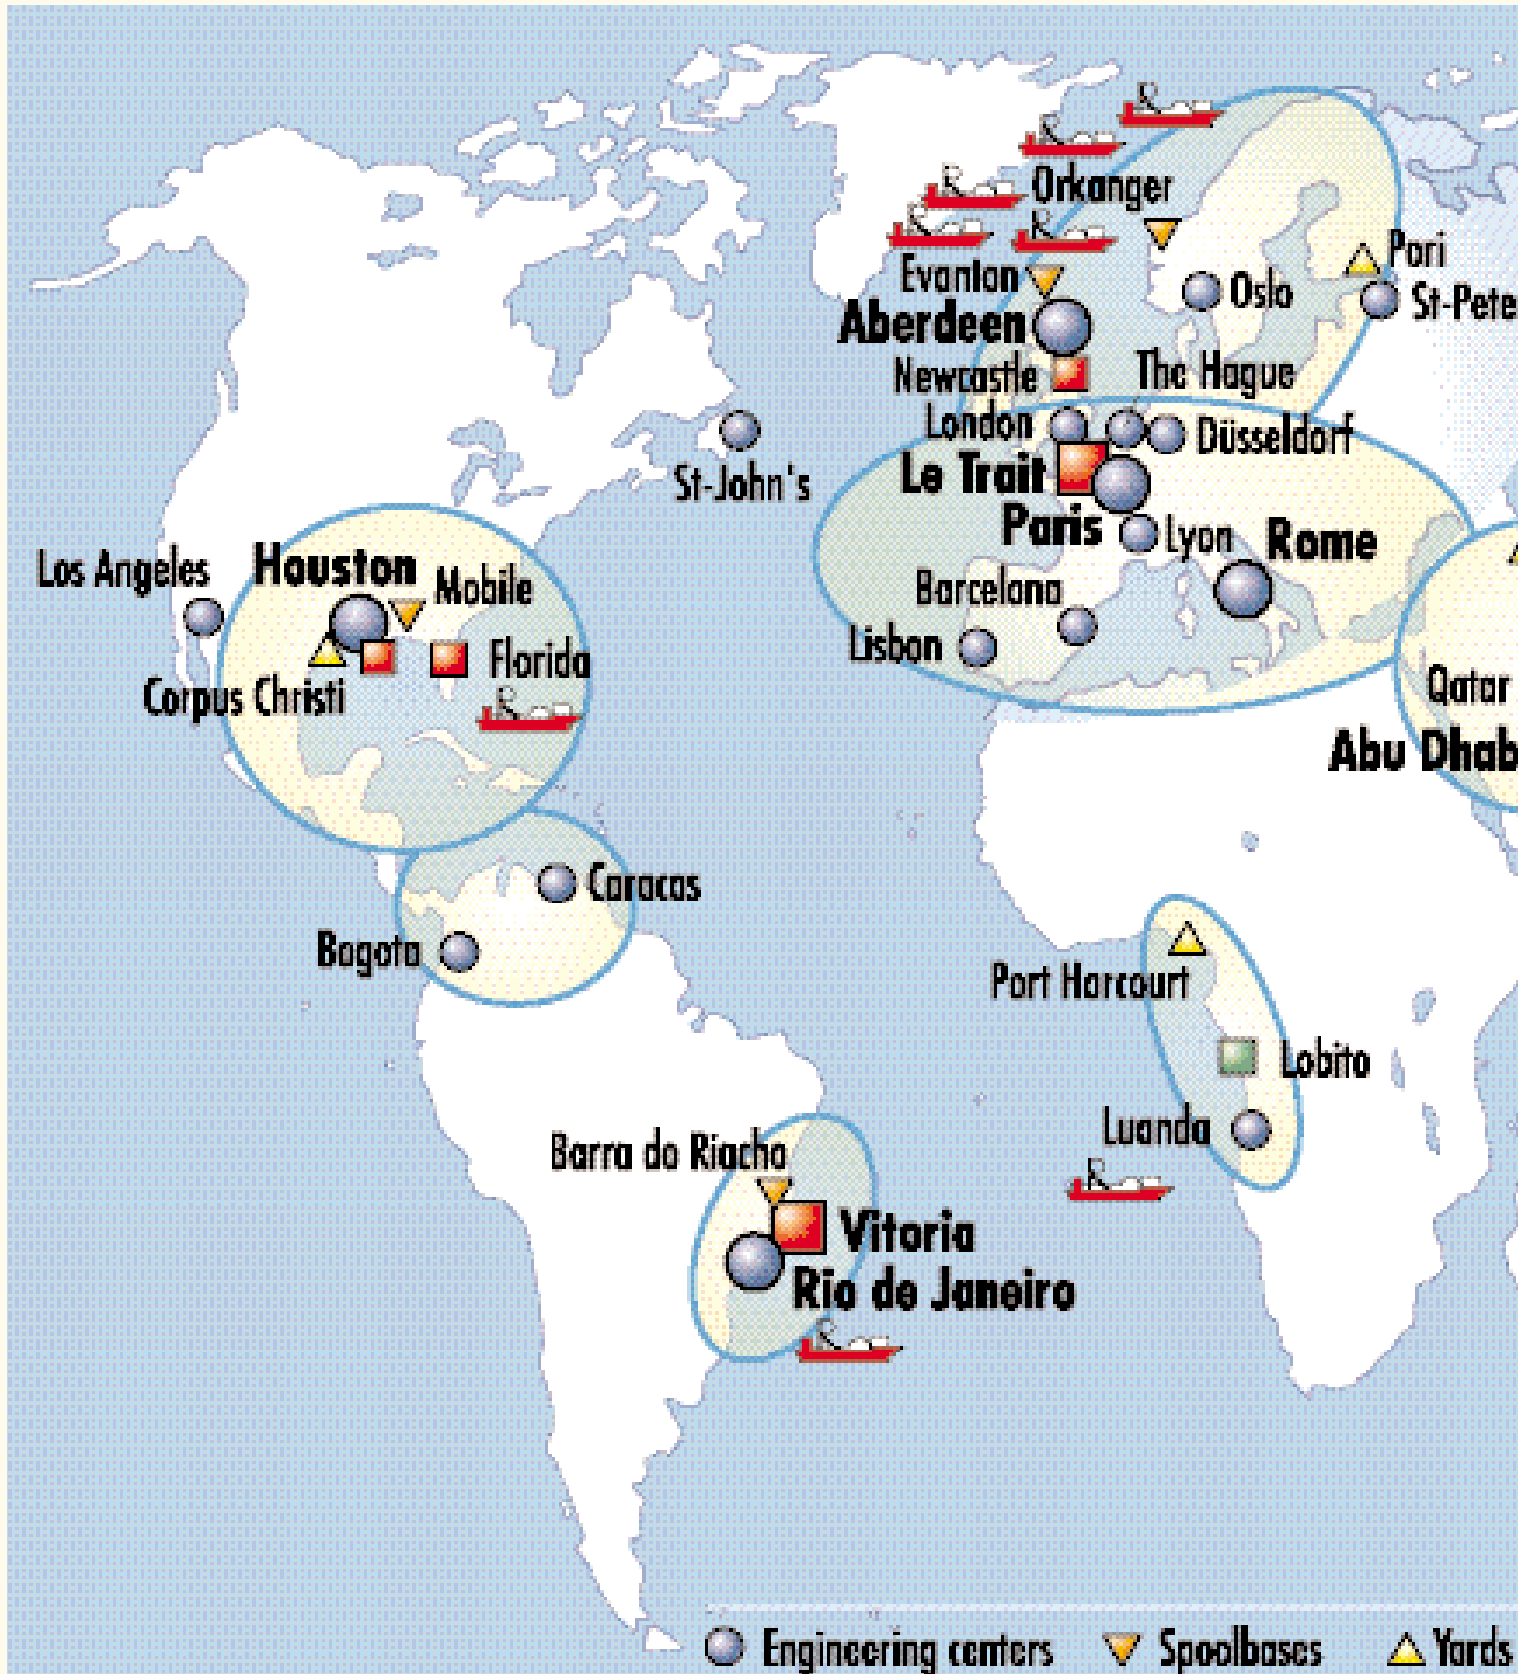 Orkanger
Pori
Evanton
Oslo
St-Pete
Aberdeen
Newcastle
The Hague
London
Düsseldorf
Le Trait
St-John's
Paris
Lyon
Rome
Los Angeles
Houston
Mobile
Barcelona
Lisbon
Florida
Corpus Christi
Qatar
Abu Dhab
Caracas
Bogota
Port Harcourt
Lobito
Luanda
Barra do Riacho
Vitoria
Rio de Janeiro
Engineering centers
Spoolbases
Yards